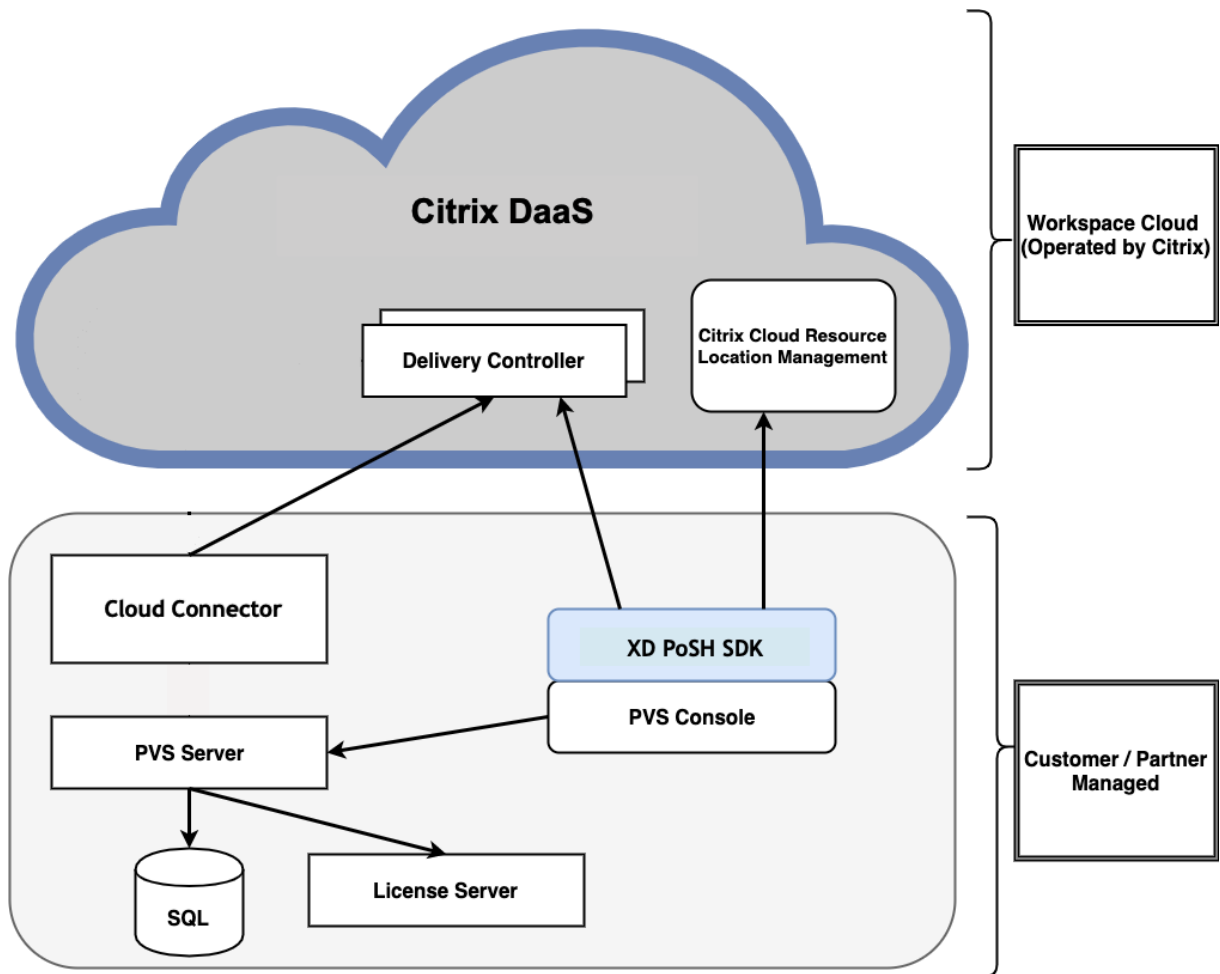 Citrix DaaS
Workspace Cloud
(Operated by Citrix)
Citrix Cloud Resource
Location Management
Delivery Controller
Cloud Connector
XD PoSH SDK
PVS Console
PVS Server
Customer / Partner
Managed
License Server
SQL